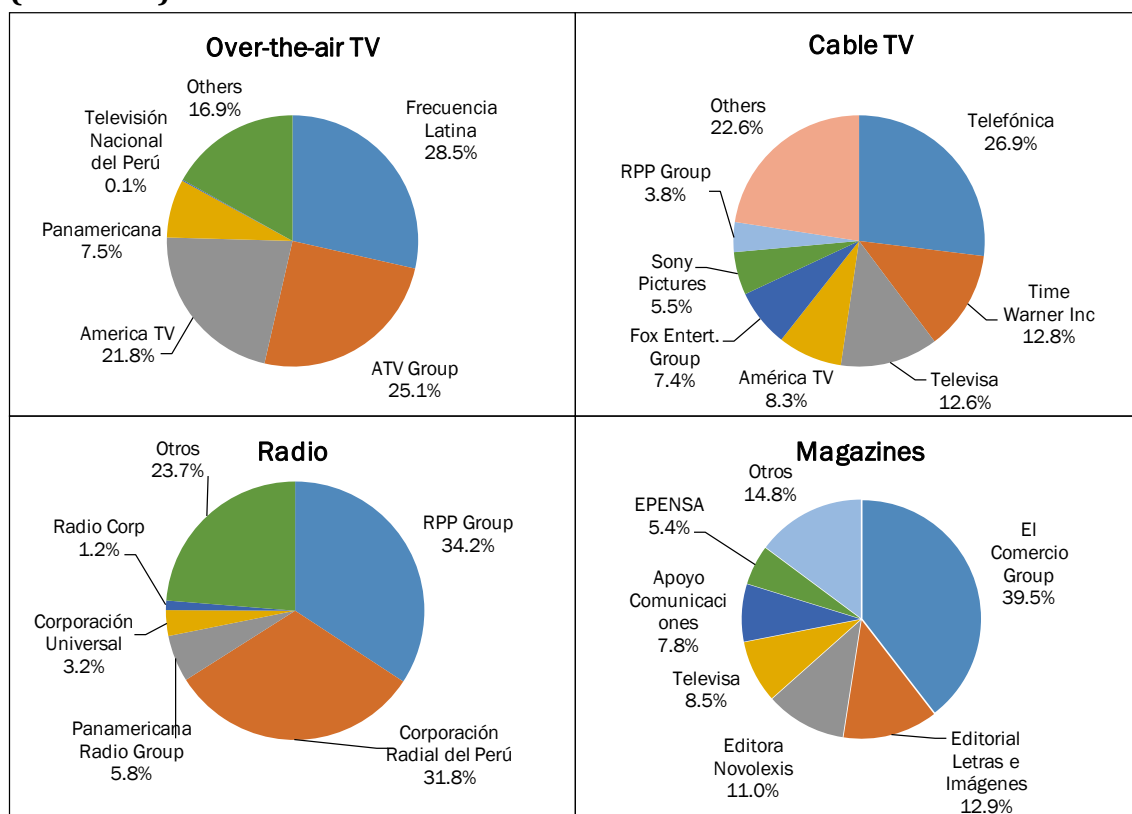 Over-the-air TV
Others
16.9%
Televisión
Nacional
del Perú
0.1%
Panamericana
7.5%
America TV
21.8%
ATV Group
25.1%
Frecuencia
Latina
28.5%
Cable TV
Others
22.6%
RPP Group
3.8%
Sony
Pictures
5.5%
Fox Entert.
Group
7.4%
América TV
8.3%
Televisa
12.6%
Time
Warner Inc
12.8%
Telefónica
26.9%
Radio
Otros
23.7%
Radio Corp
1.2%
Corporación
Universal
3.2%
Panamericana
Radio Group
5.8%
Corporación
Radial del Perú
31.8%
RPP Group
34.2%
Magazines
Otros
14.8%
EPENSA
5.4%
Apoyo
Comunicaci
ones
7.8%
Televisa
8.5%
Editora
Novolexis
11.0%
Editorial
Letras e
Imágenes
12.9%
El
Comercio
Group
39.5%